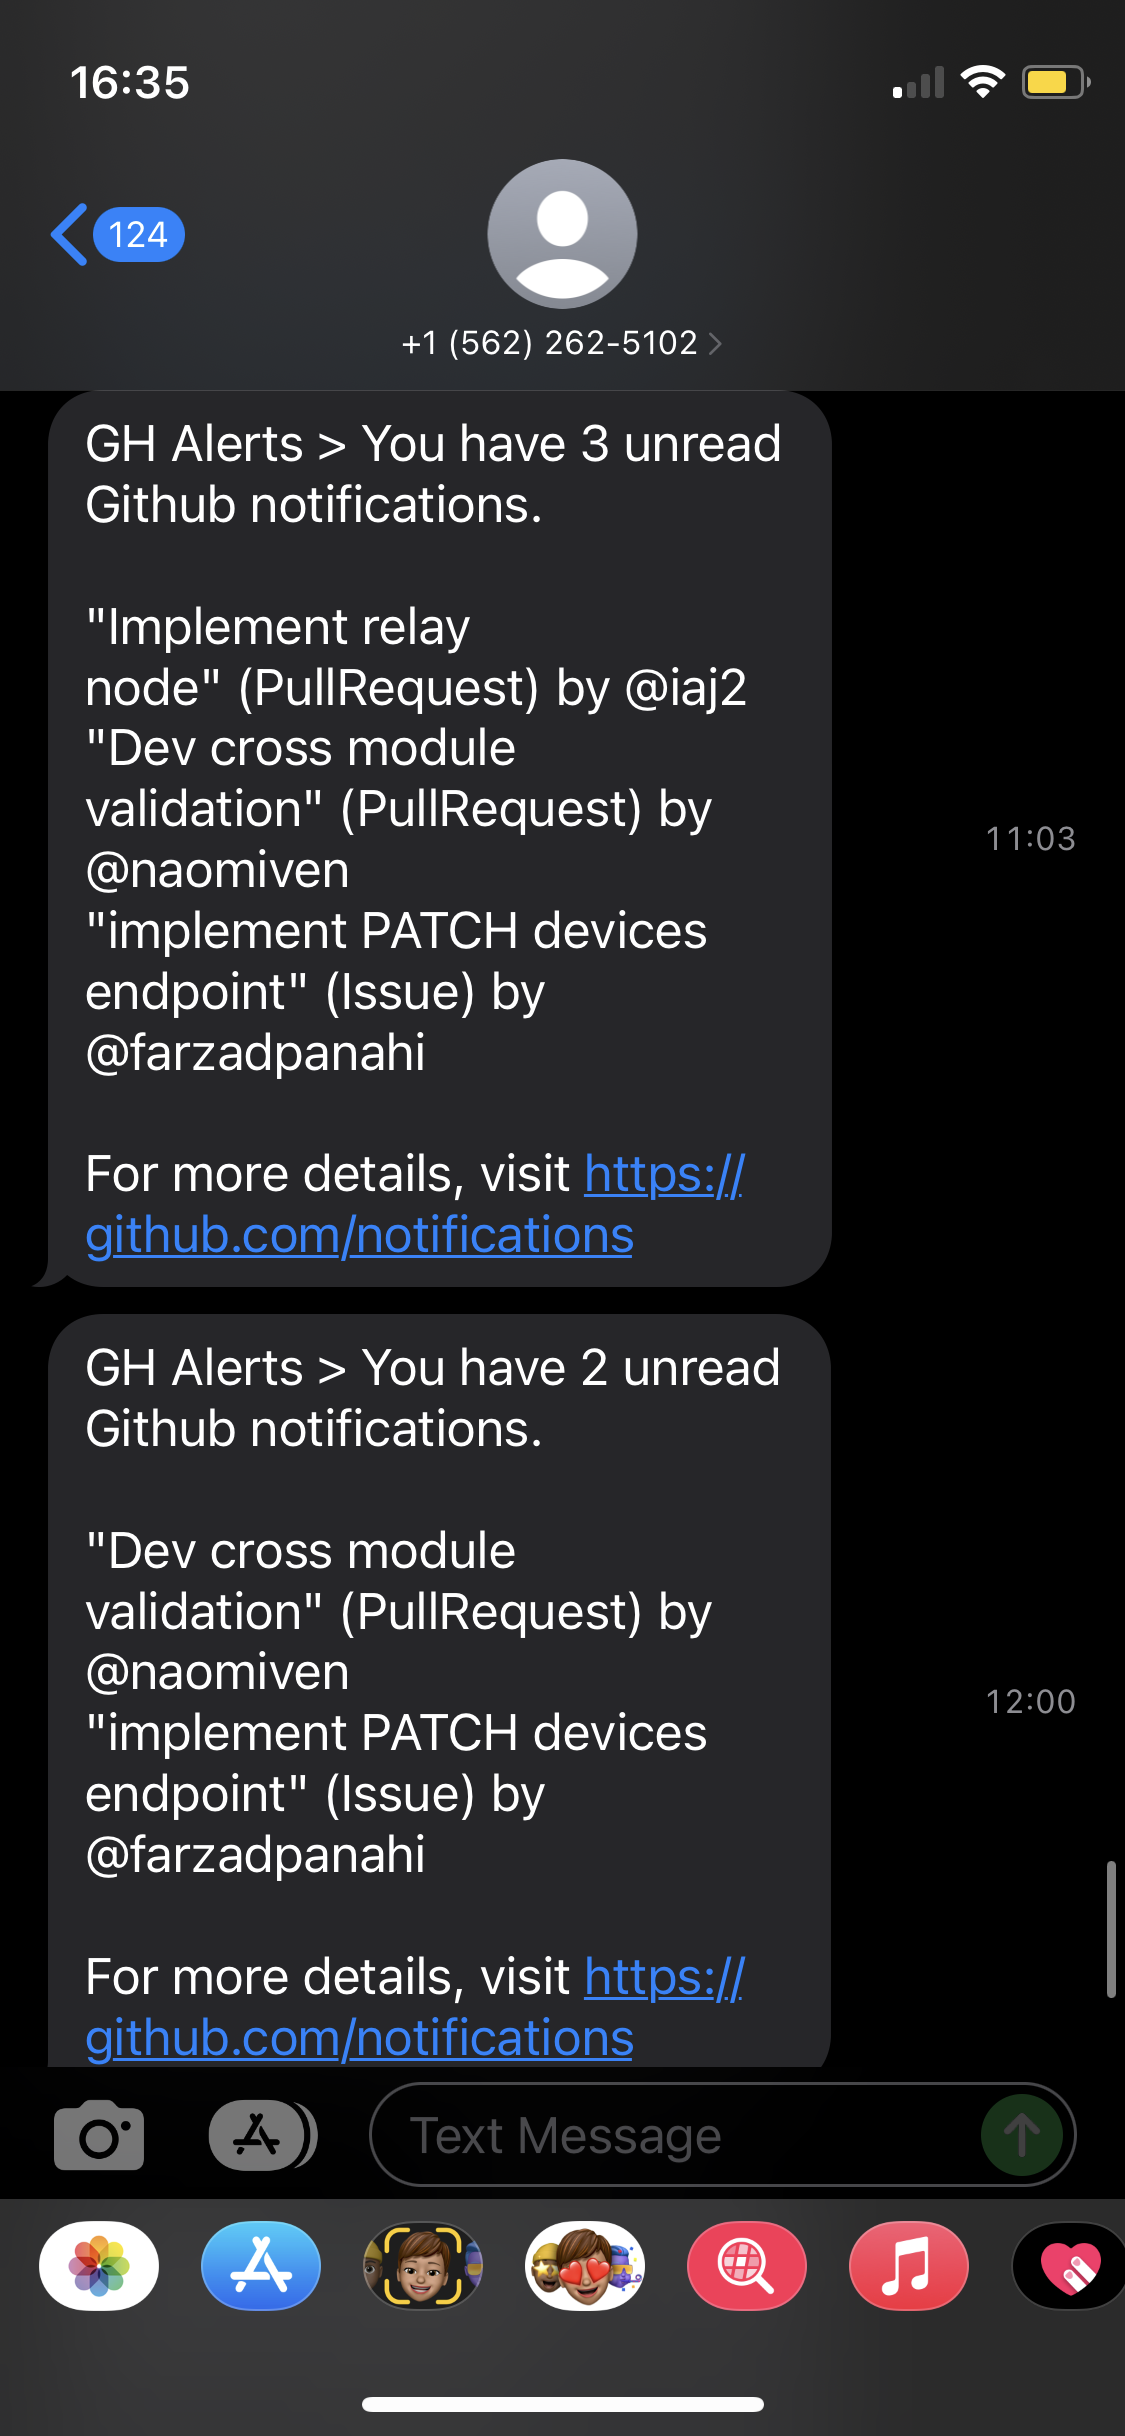 16:35
124
+1 (562) 262-5102
GH Alerts > You have 3 unread
Github notifications.
"Implement relay
node" (PullRequest) by @iaj2
"Dev cross module
validation" (PullRequest) by
@naomiven
"implement PATCH devices
endpoint" (Issue) by
@farzadpanahi
For more details, visit https://
github.com/notifications
11:03
GH Alerts > You have 2 unread
Github notifications.
"Dev cross module
validation" (PullRequest) by
@naomiven
"implement PATCH devices
endpoint" (Issue) by
@farzadpanahi
For more details, visit https://
github.com/notifications
12:00
Text Message